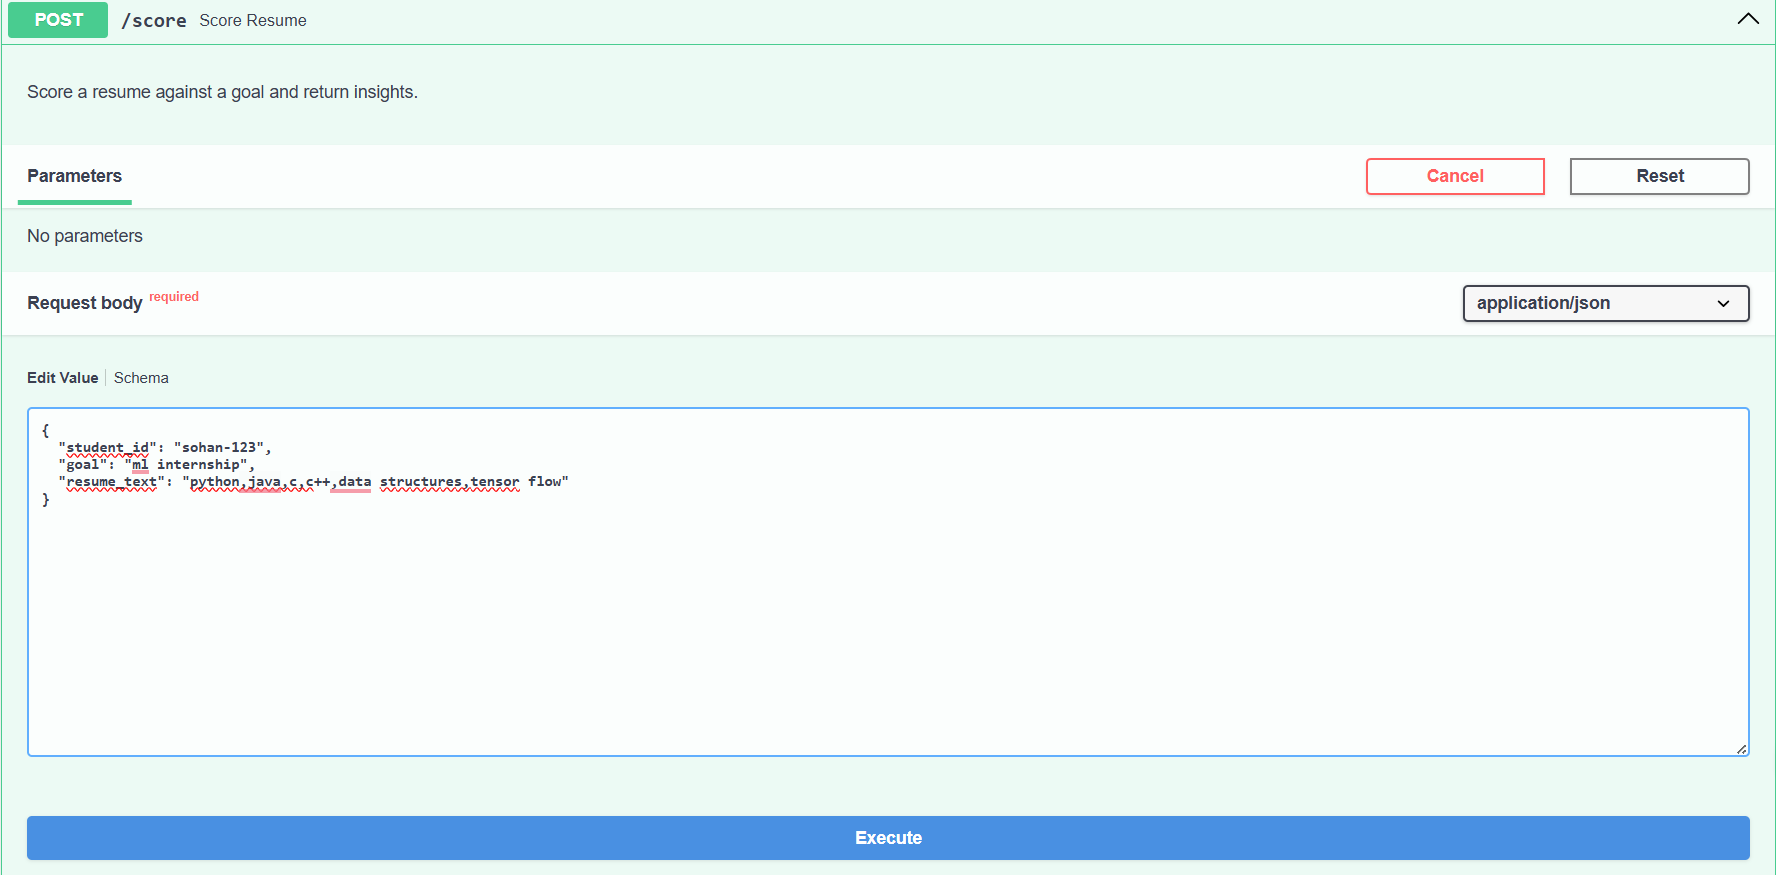 POST /score Score Resume
Score a resume against a goal and return insights.
Parameters
Cancel
Reset
No parameters
Request body required
application/json
Edit Value
Schema
{
  "student_id": "sohan-123",
  "goal": "ml internship",
  "resume_text": "python,java,c,c++,data structures,tensor flow"
}
Execute